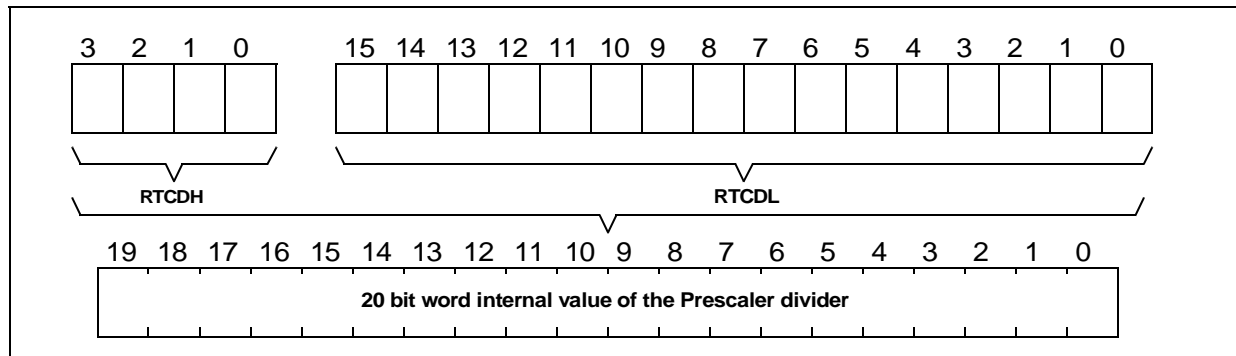 3 2 1 0 15 14 13 12 11 10 9 8 7 6 5 4 3 2 1 0
RTCDH RTCDL
19 18 17 16 15 14 13 12 11 10 9 8 7 6 5 4 3 2 1 0
20 bit word internal value of the Prescaler divider